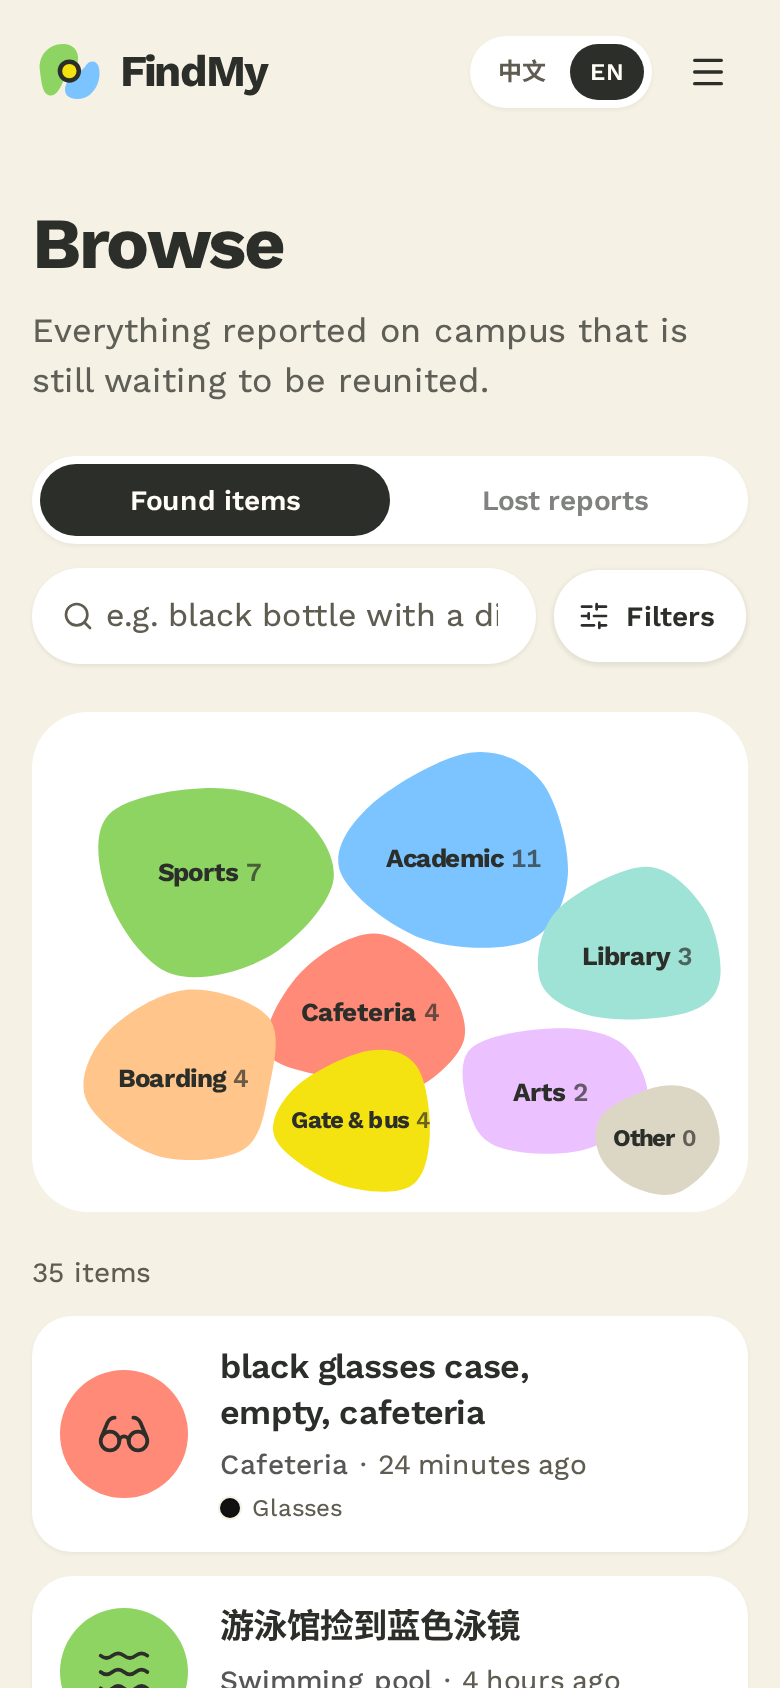 FindMy
中文
EN
Browse
Everything reported on campus that is
still waiting to be reunited.
Found items
Lost reports
e.g. black bottle with a di
Filters
Sports 7
Academic 11
Library 3
Cafeteria 4
Boarding 4
Arts 2
Gate & bus 4
Other 0
35 items
black glasses case,
empty, cafeteria
Cafeteria · 24 minutes ago
Glasses
游泳馆捡到蓝色泳镜
Swimming pool · 4 hours ago